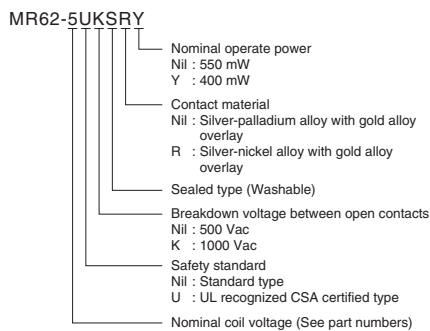 MR62-5UKSRY
Nominal operate power
Nil : 550 mW
Y : 400 mW
Contact material
Nil : Silver-palladium alloy with gold alloy
overlay
R : Silver-nickel alloy with gold alloy
overlay
Sealed type (Washable)
Breakdown voltage between open contacts
Nil : 500 Vac
K : 1000 Vac
Safety standard
Nil : Standard type
U : UL recognized CSA certified type
Nominal coil voltage (See part numbers)